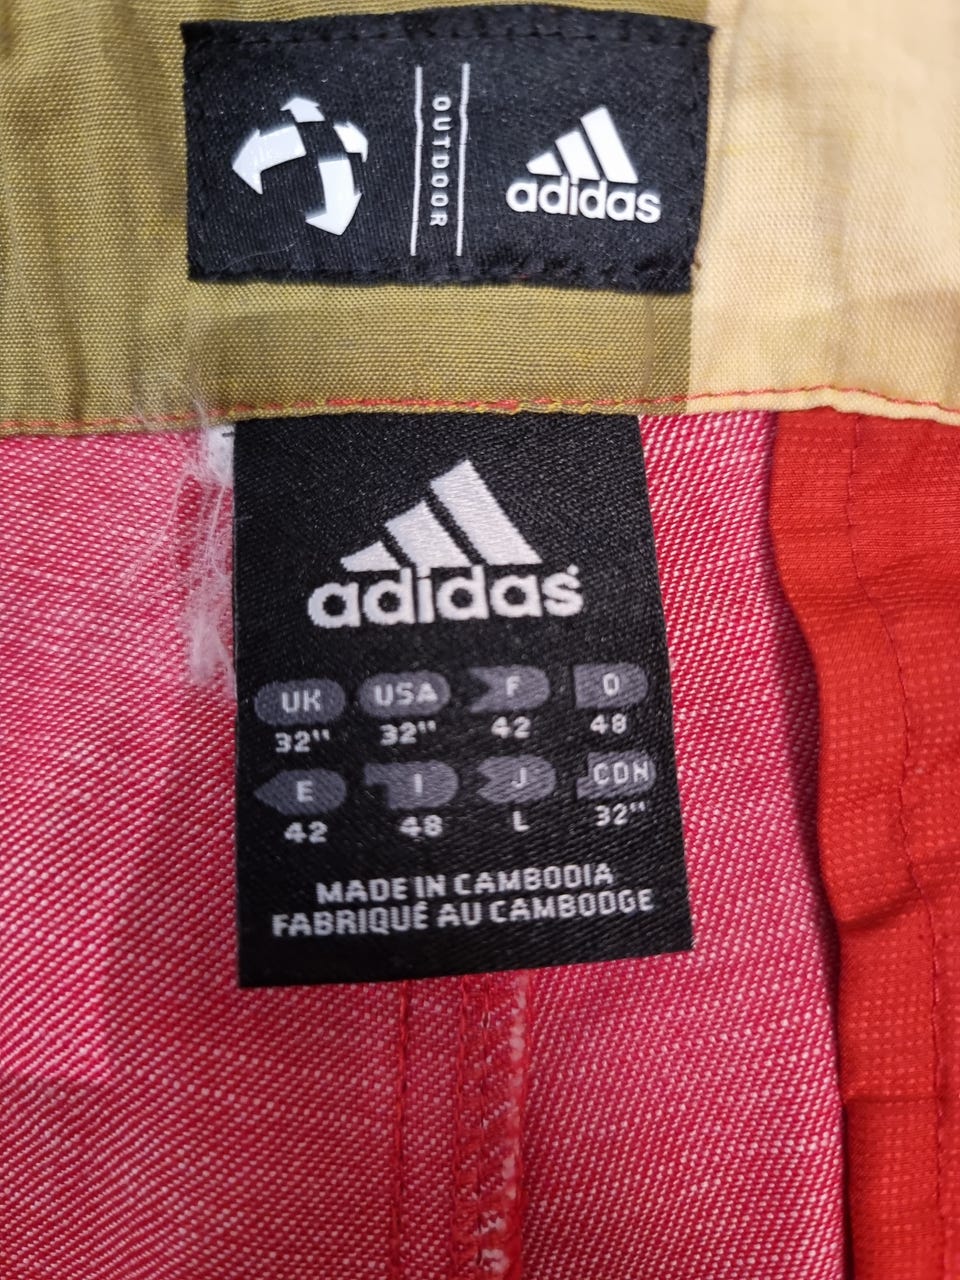 OUTDOOR
adidas
adidas
UK USA F D
32" 32" 42 48
E I J CDN
42 48 L 32"
MADE IN CAMBODIA
FABRIQUÉ AU CAMBODGE